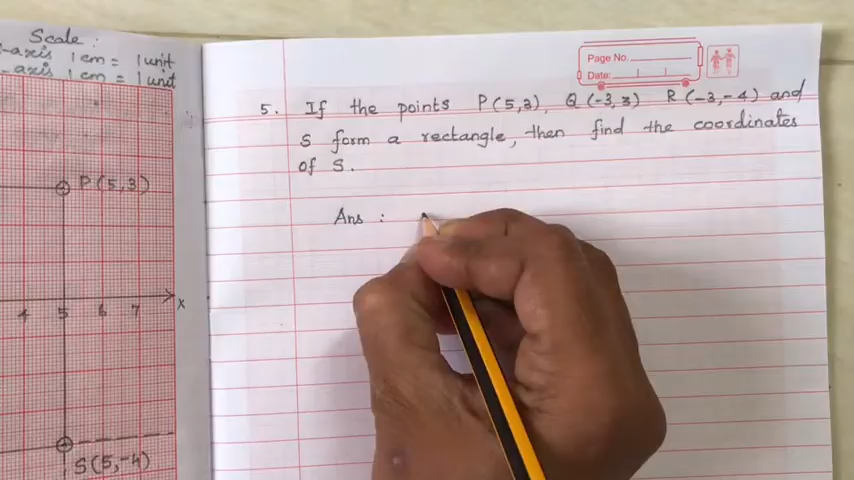 Scale :
-axis 1 cm = 1 unit
-axis 1 cm = 1 unit
P(5,3)
4 5 6 7 X
S(5,-4)
Page No.
Date:
5. If the points P(5,3), Q(-3,3) R(-3,-4) and
S form a rectangle, then find the coordinates
of S.
Ans :